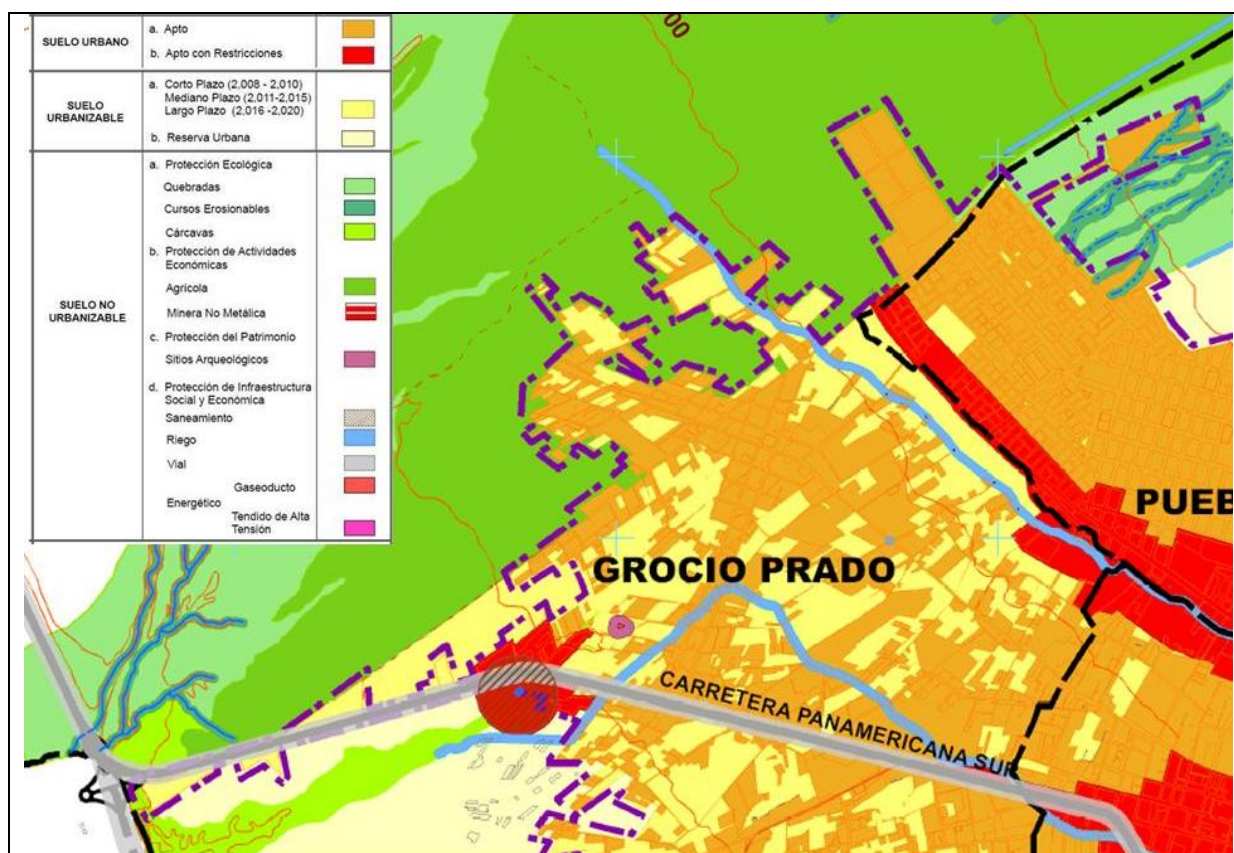 SUELO URBANO
a. Apto
b. Apto con Restricciones
SUELO
URBANIZABLE
a. Corto Plazo (2,008 - 2,010)
Mediano Plazo (2,011-2,015)
Largo Plazo (2,016 -2,020)
b. Reserva Urbana
SUELO NO
URBANIZABLE
a. Protección Ecológica
Quebradas
Cursos Erosionables
Cárcavas
b. Protección de Actividades
Económicas
Agrícola
Minera No Metálica
c. Protección del Patrimonio
Sitios Arqueológicos
d. Protección de Infraestructura
Social y Económica
Saneamiento
Riego
Vial
Gaseoducto
Energético
Tendido de Alta
Tensión
00
PUEB
GROCIO PRADO
CARRETERA PANAMERICANA SUR